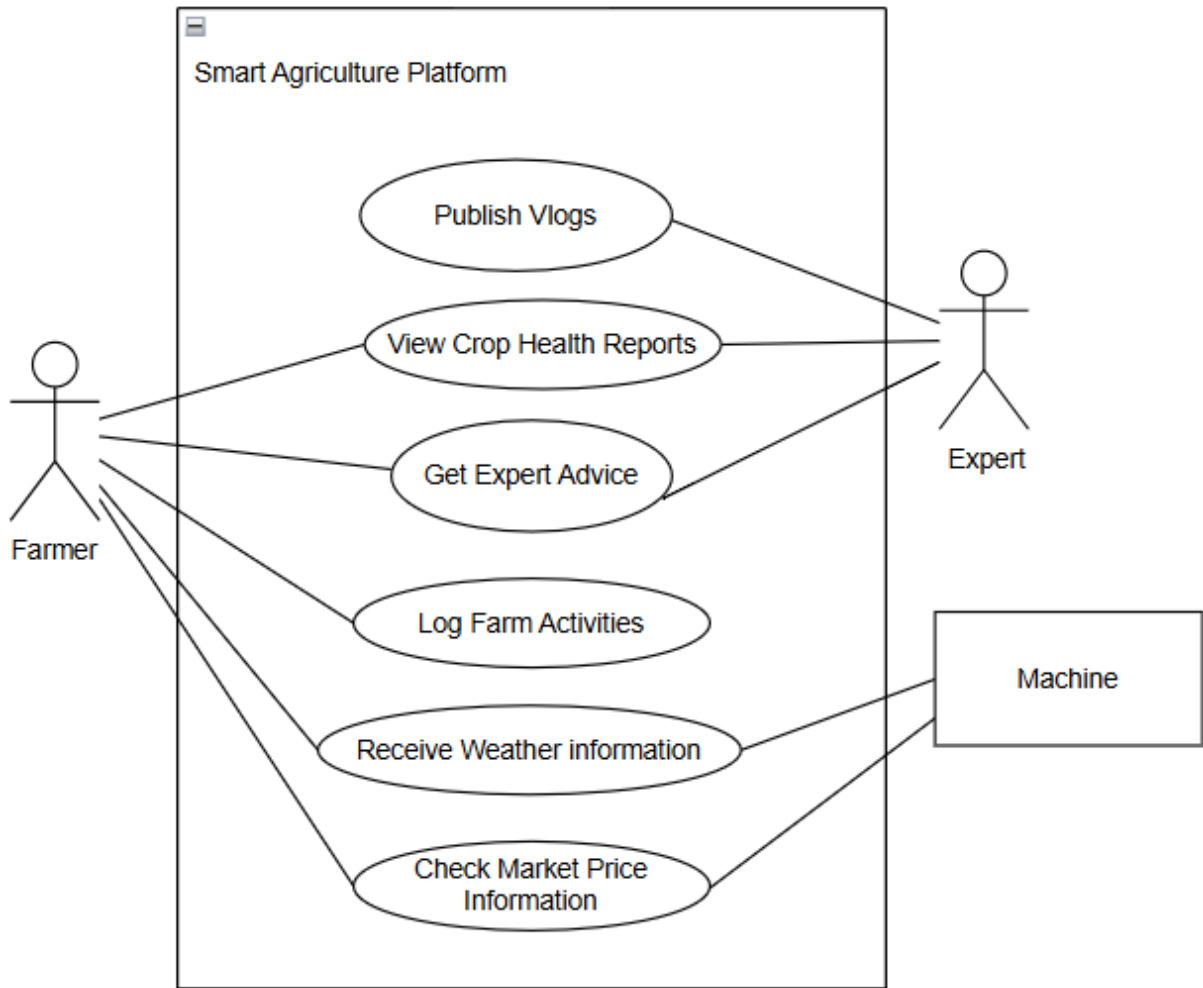 Smart Agriculture Platform
Publish Vlogs
View Crop Health Reports
Get Expert Advice
Expert
Farmer
Log Farm Activities
Machine
Receive Weather information
Check Market Price
Information